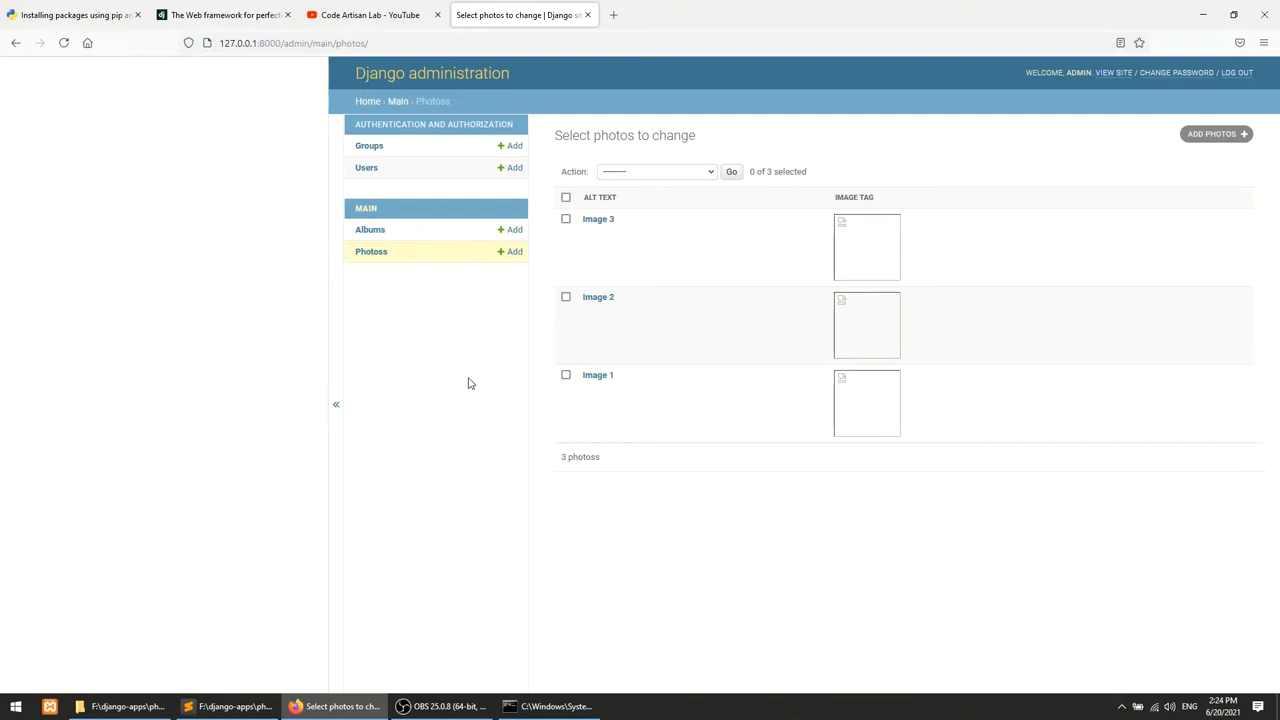 Installing packages using pip a
The Web framework for perfect
Code Artisan Lab - YouTube
Select photos to change | Django si
127.0.0.1:8000/admin/main/photos/
Django administration
WELCOME, ADMIN. VIEW SITE / CHANGE PASSWORD / LOG OUT
Home › Main › Photoss
AUTHENTICATION AND AUTHORIZATION
Groups + Add
Users + Add
MAIN
Albums + Add
Photoss + Add
«
Select photos to change
ADD PHOTOS +
Action: --------- Go 0 of 3 selected
ALT TEXT IMAGE TAG
Image 3
Image 2
Image 1
3 photoss
F:\django-apps\ph...
F:\django-apps\ph...
Select photos to ch...
OBS 25.0.8 (64-bit, ...
C:\Windows\Syste...
2:24 PM
6/20/2021